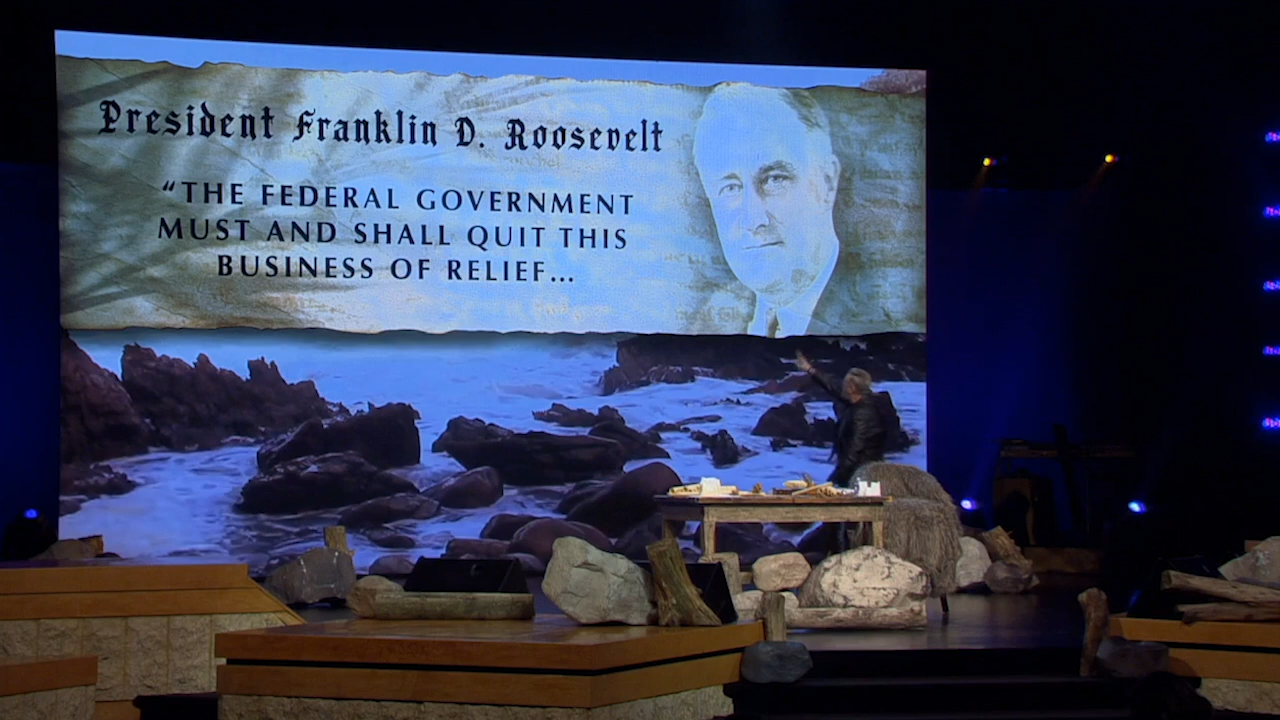 President Franklin D. Roosevelt
“THE FEDERAL GOVERNMENT
MUST AND SHALL QUIT THIS
BUSINESS OF RELIEF...